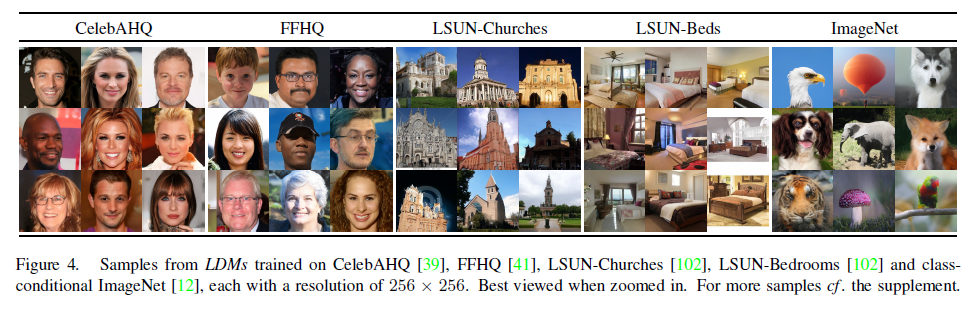 CelebAHQ FFHQ LSUN-Churches LSUN-Beds ImageNet
Figure 4. Samples from LDMs trained on CelebAHQ [39], FFHQ [41], LSUN-Churches [102], LSUN-Bedrooms [102] and class-
conditional ImageNet [12], each with a resolution of 256 × 256. Best viewed when zoomed in. For more samples cf. the supplement.